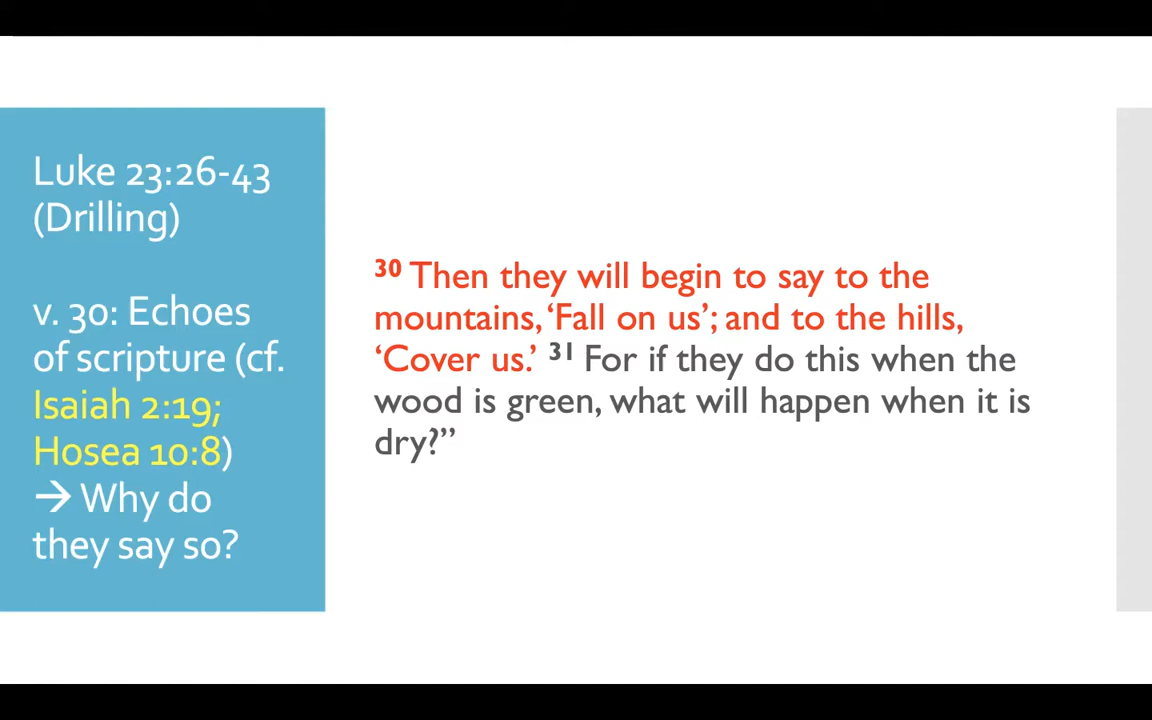 Luke 23:26-43
(Drilling)
v. 30: Echoes
of scripture (cf.
Isaiah 2:19;
Hosea 10:8)
→ Why do
they say so?
30 Then they will begin to say to the
mountains, ‘Fall on us’; and to the hills,
‘Cover us.’ 31 For if they do this when the
wood is green, what will happen when it is
dry?”